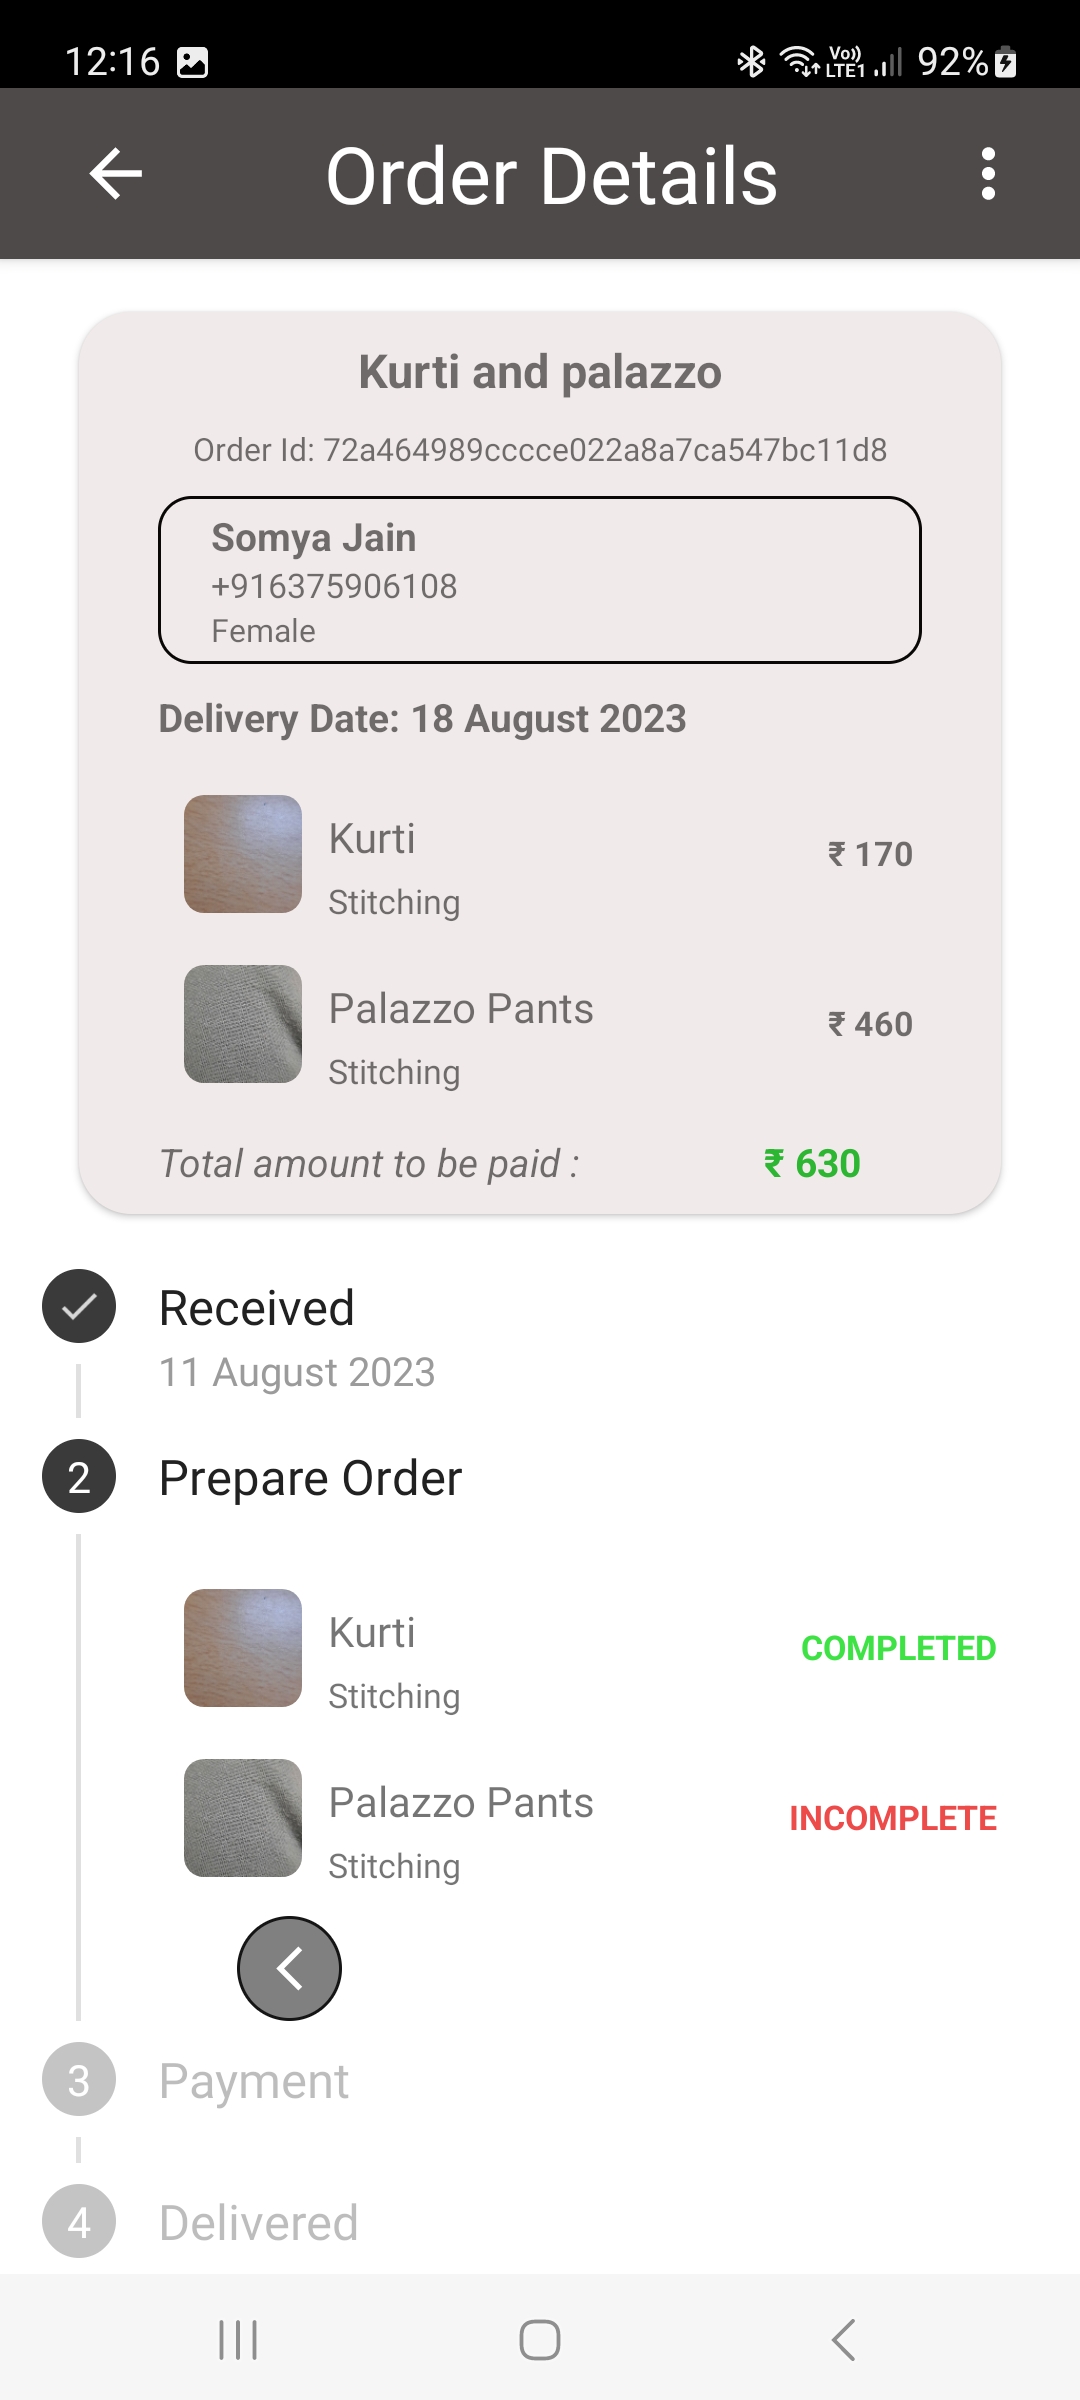 12:16 Vo)) LTE1 92%
Order Details
Kurti and palazzo
Order Id: 72a464989cccce022a8a7ca547bc11d8
Somya Jain
+916375906108
Female
Delivery Date: 18 August 2023
Kurti
₹ 170
Stitching
Palazzo Pants
₹ 460
Stitching
Total amount to be paid : ₹ 630
Received
11 August 2023
2 Prepare Order
Kurti
COMPLETED
Stitching
Palazzo Pants
INCOMPLETE
Stitching
3 Payment
4 Delivered